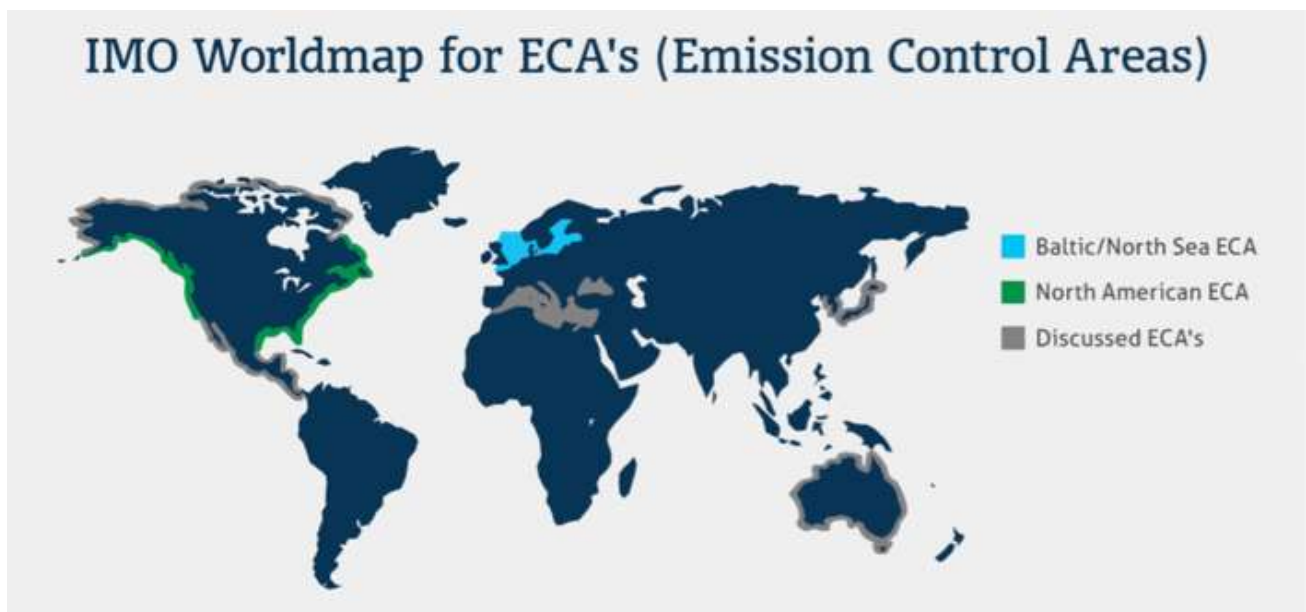 IMO Worldmap for ECA's (Emission Control Areas)
Baltic/North Sea ECA
North American ECA
Discussed ECA's